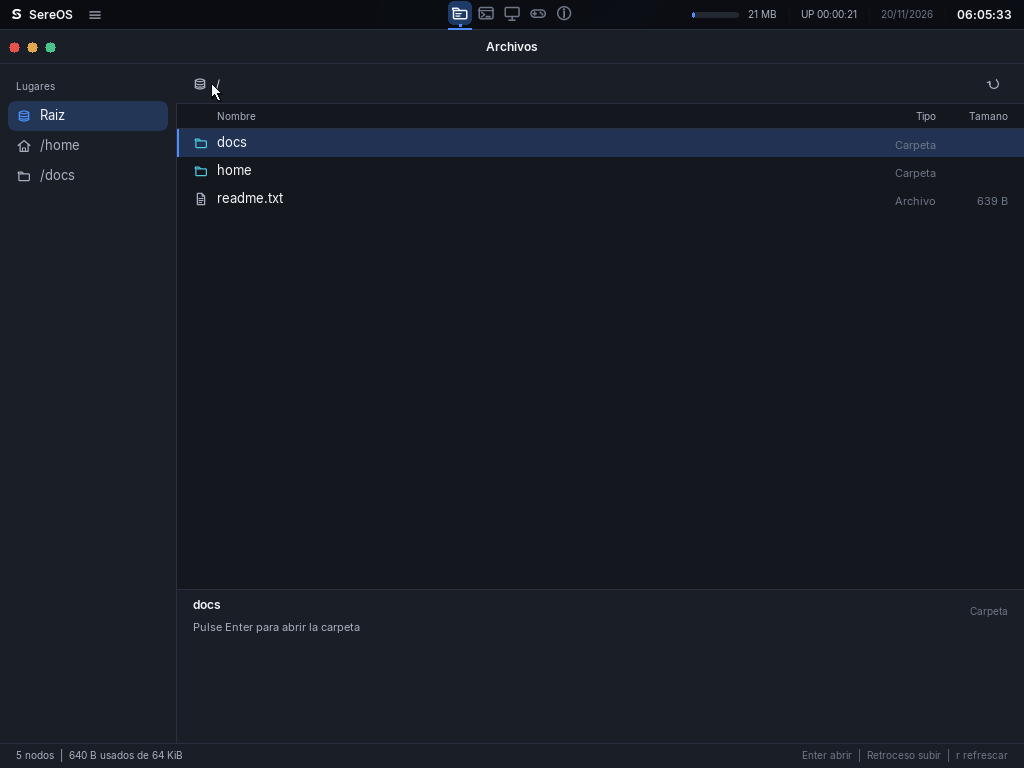 SereOS 21 MB UP 00:00:21 20/11/2026 06:05:33
Archivos
Lugares
Raiz
/home
/docs
/
Nombre Tipo Tamano
docs Carpeta
home Carpeta
readme.txt Archivo 639 B
docs Carpeta
Pulse Enter para abrir la carpeta
5 nodos | 640 B usados de 64 KiB Enter abrir | Retroceso subir | r refrescar